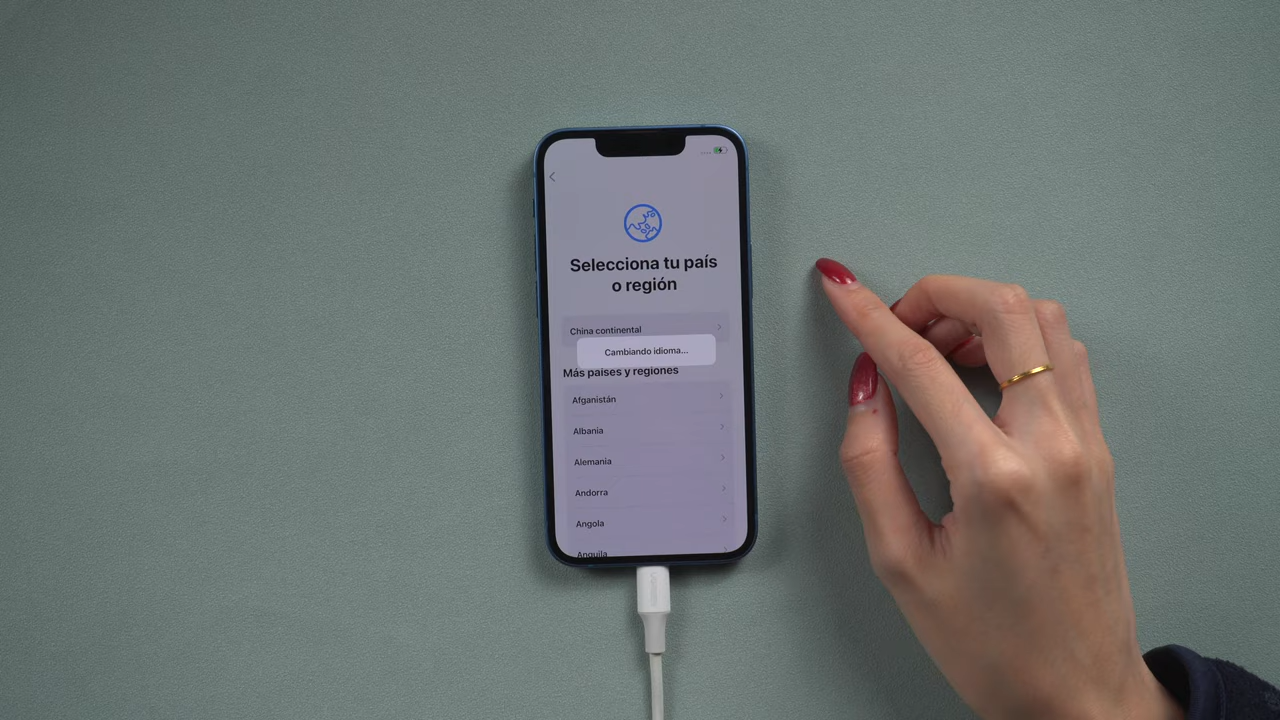 Selecciona tu país
o región
China continental
Cambiando idioma...
Más países y regiones
Afganistán
Albania
Alemania
Andorra
Angola
Anguila